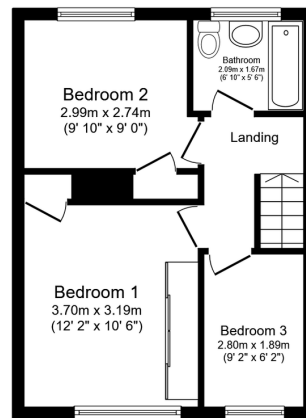 Bathroom
2.09m x 1.67m
(6' 10" x 5' 6")
Bedroom 2
2.99m x 2.74m
(9' 10" x 9' 0")
Landing
Bedroom 1
3.70m x 3.19m
(12' 2" x 10' 6")
Bedroom 3
2.80m x 1.89m
(9' 2" x 6' 2")